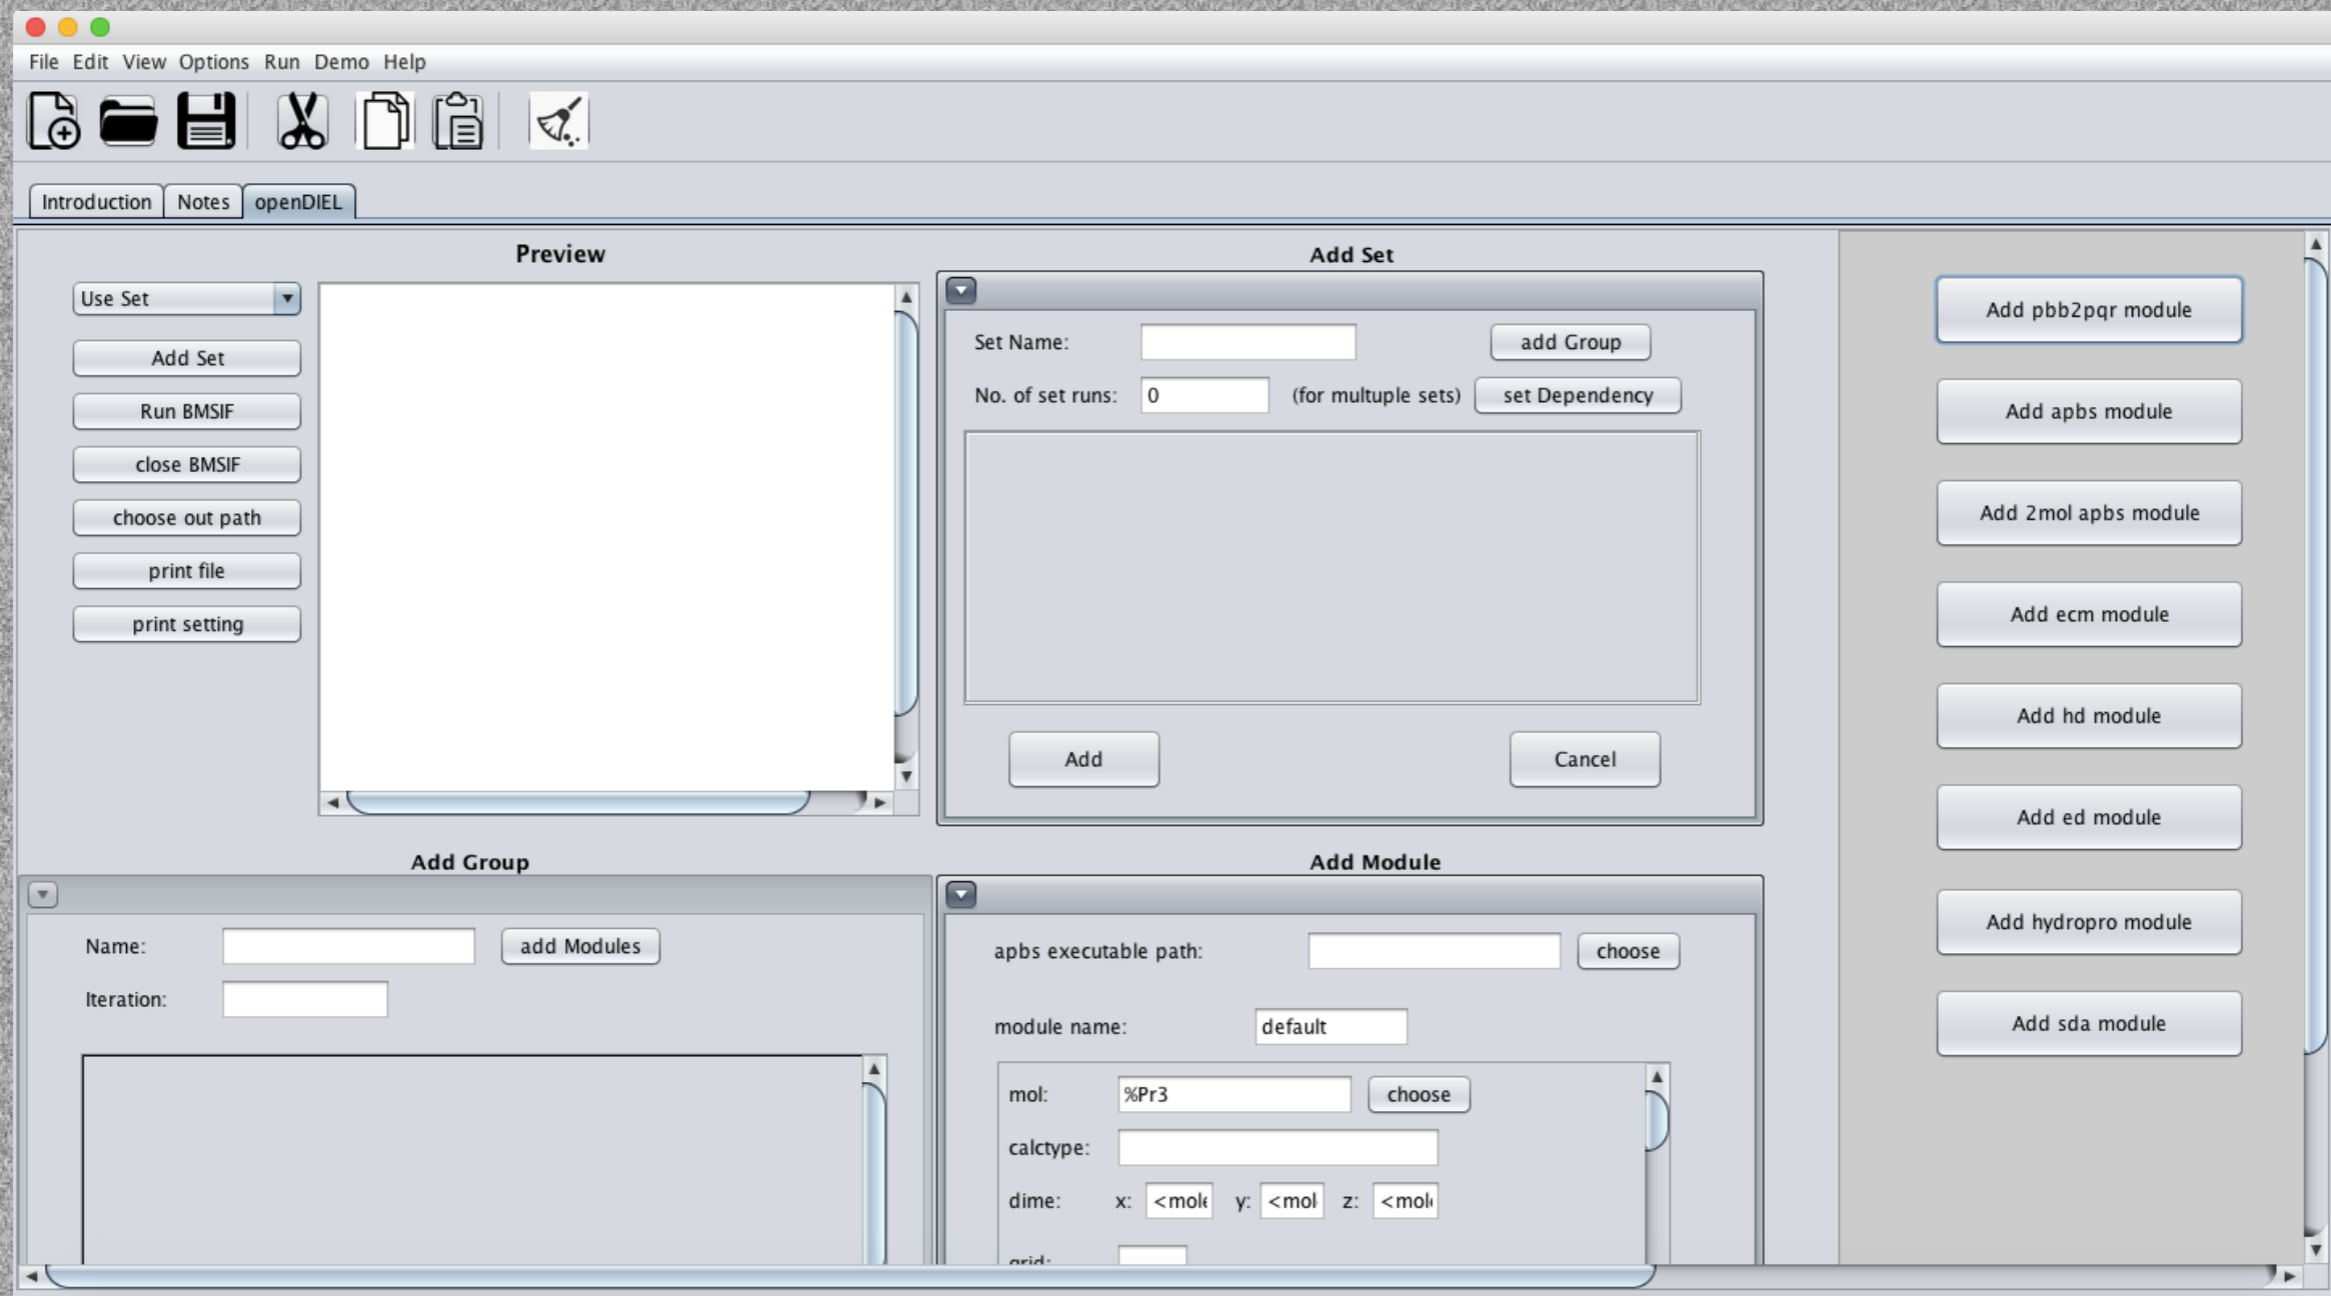 File Edit View Options Run Demo Help
Introduction Notes openDIEL
Preview
Use Set
Add Set
Run BMSIF
close BMSIF
choose out path
print file
print setting
Add Set
Set Name: add Group
No. of set runs: 0 (for multuple sets) set Dependency
Add Cancel
Add Group
Name: add Modules
Iteration:
Add Module
apbs executable path: choose
module name: default
mol: %Pr3 choose
calctype:
dime: x: <mole y: <mol z: <mol
grid:
Add pbb2pqr module
Add apbs module
Add 2mol apbs module
Add ecm module
Add hd module
Add ed module
Add hydropro module
Add sda module